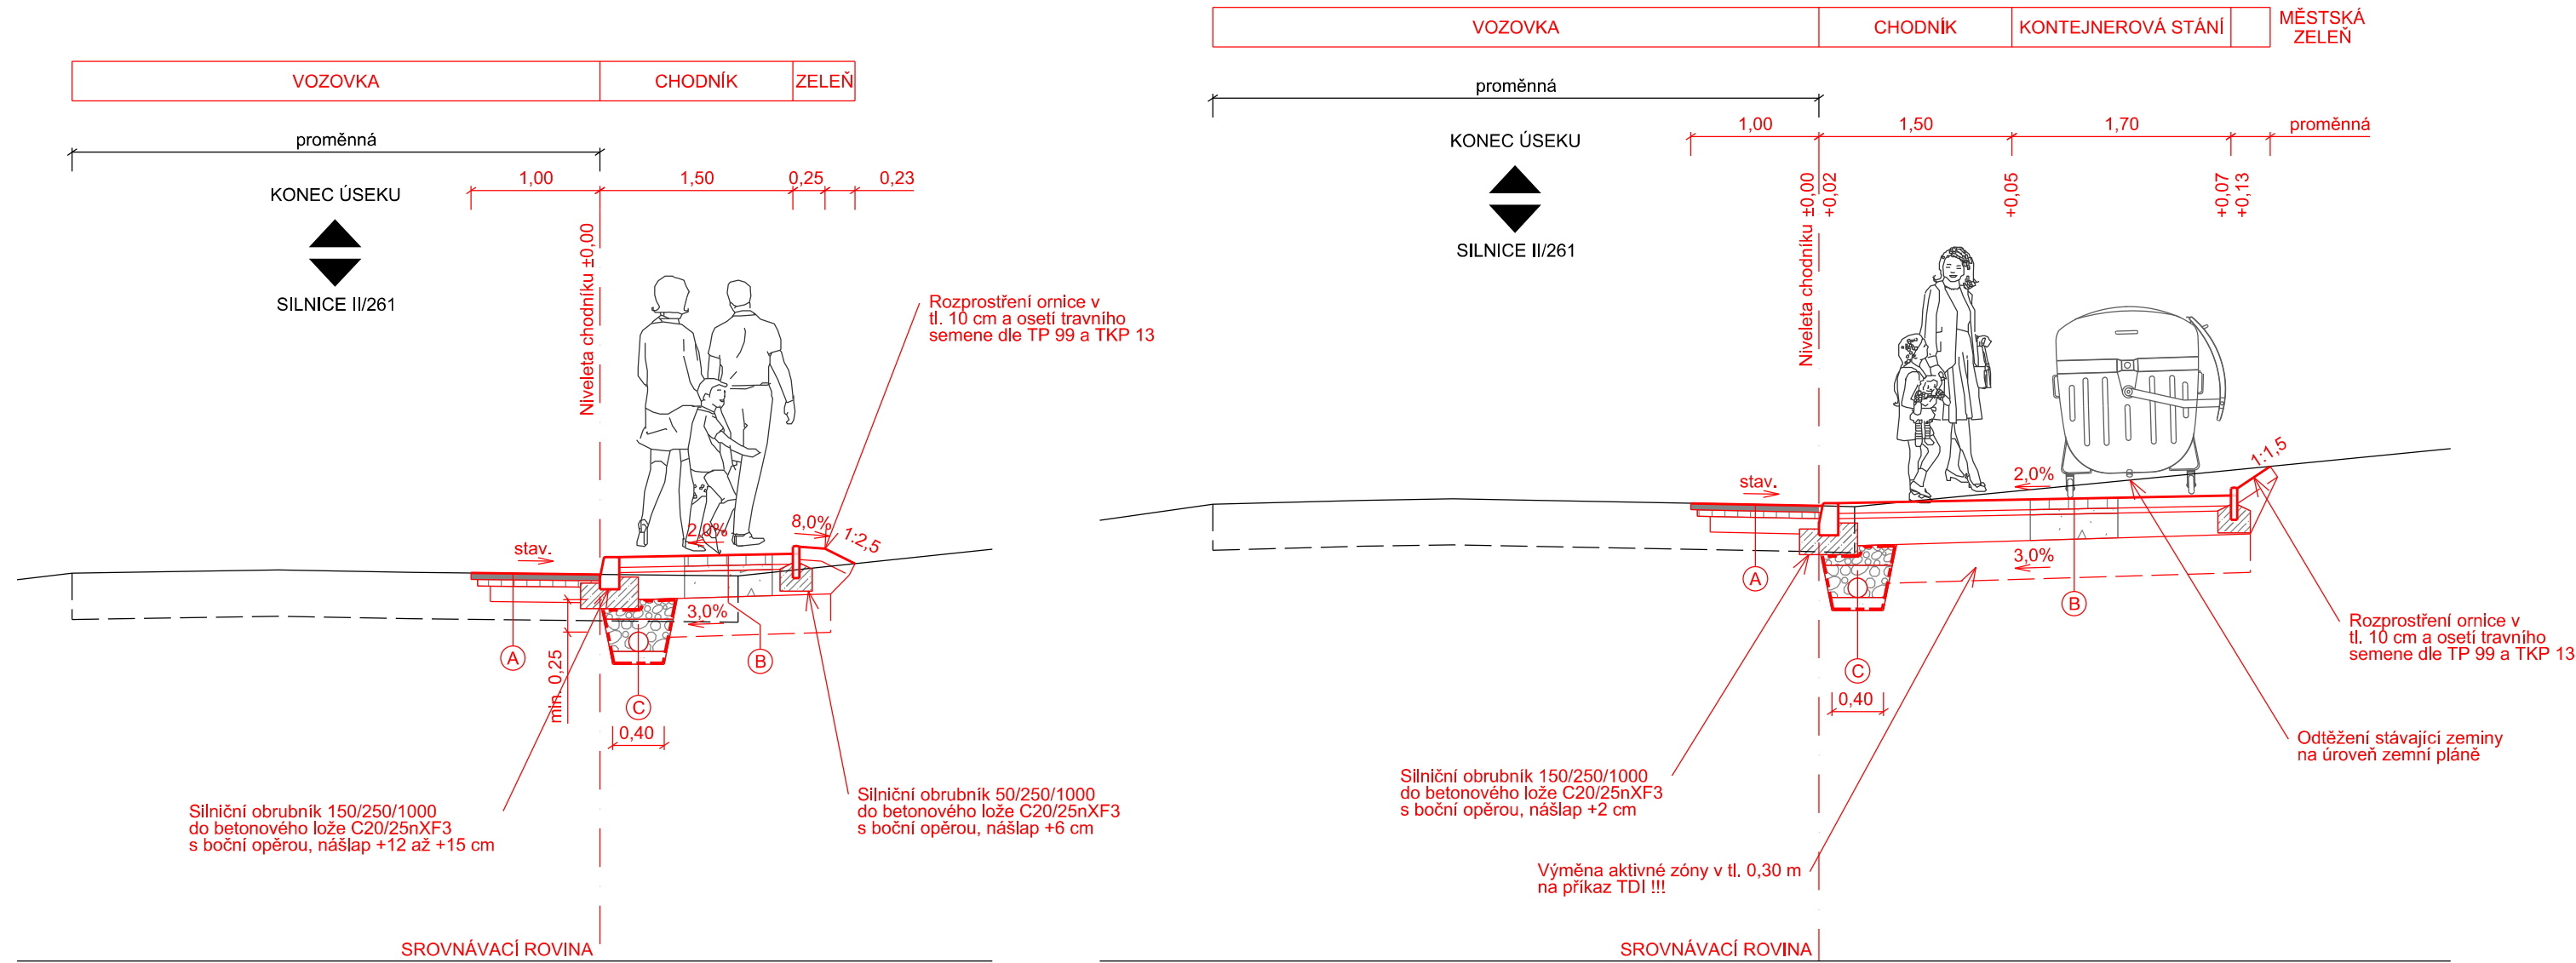 VOZOVKA
CHODNÍK
ZELEŇ
proměnná
1,00
1,50
0,25
0,23
KONEC ÚSEKU
SILNICE II/261
Niveleta chodníku ±0,00
Rozprostření ornice v
tl. 10 cm a osetí travního
semene dle TP 99 a TKP 13
stav.
2,0%
8,0%
1:2,5
3,0%
A
B
C
min. 0,25
0,40
Silniční obrubník 150/250/1000
do betonového lože C20/25nXF3
s boční opěrou, nášlap +12 až +15 cm
Silniční obrubník 50/250/1000
do betonového lože C20/25nXF3
s boční opěrou, nášlap +6 cm
SROVNÁVACÍ ROVINA
VOZOVKA
CHODNÍK
KONTEJNEROVÁ STÁNÍ
MĚSTSKÁ
ZELEŇ
proměnná
1,00
1,50
1,70
proměnná
KONEC ÚSEKU
SILNICE II/261
Niveleta chodníku ±0,00
+0,02
+0,05
+0,07
+0,13
stav.
2,0%
1:1,5
3,0%
A
B
C
0,40
Rozprostření ornice v
tl. 10 cm a osetí travního
semene dle TP 99 a TKP 13
Odtěžení stávající zeminy
na úroveň zemní pláně
Silniční obrubník 150/250/1000
do betonového lože C20/25nXF3
s boční opěrou, nášlap +2 cm
Výměna aktivné zóny v tl. 0,30 m
na příkaz TDI !!!
SROVNÁVACÍ ROVINA